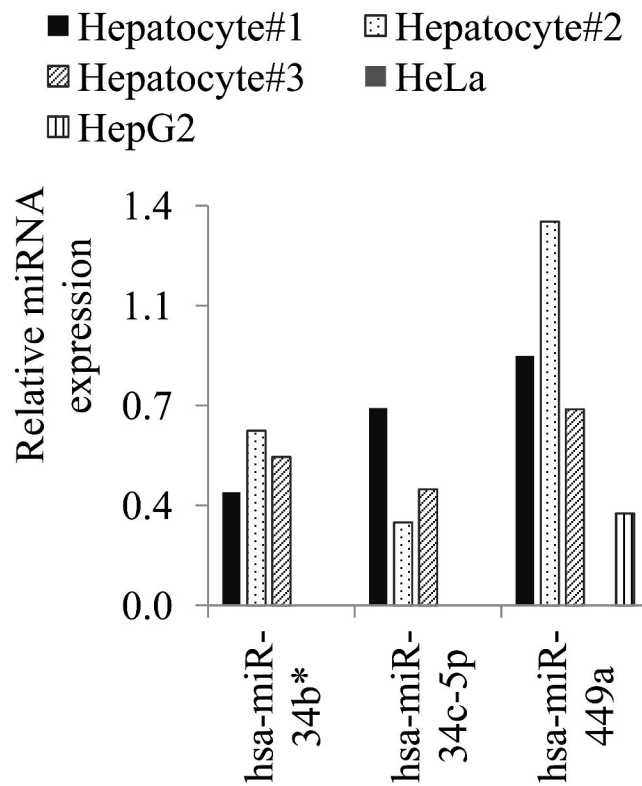 Hepatocyte#1 Hepatocyte#2
Hepatocyte#3 HeLa
HepG2
Relative miRNA
expression
1.4
1.1
0.7
0.4
0.0
hsa-miR-
34b*
hsa-miR-
34c-5p
hsa-miR-
449a